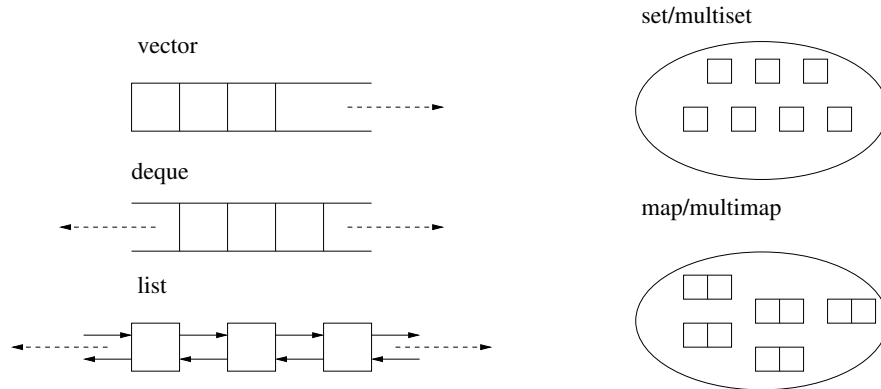 vector
deque
list
set/multiset
map/multimap